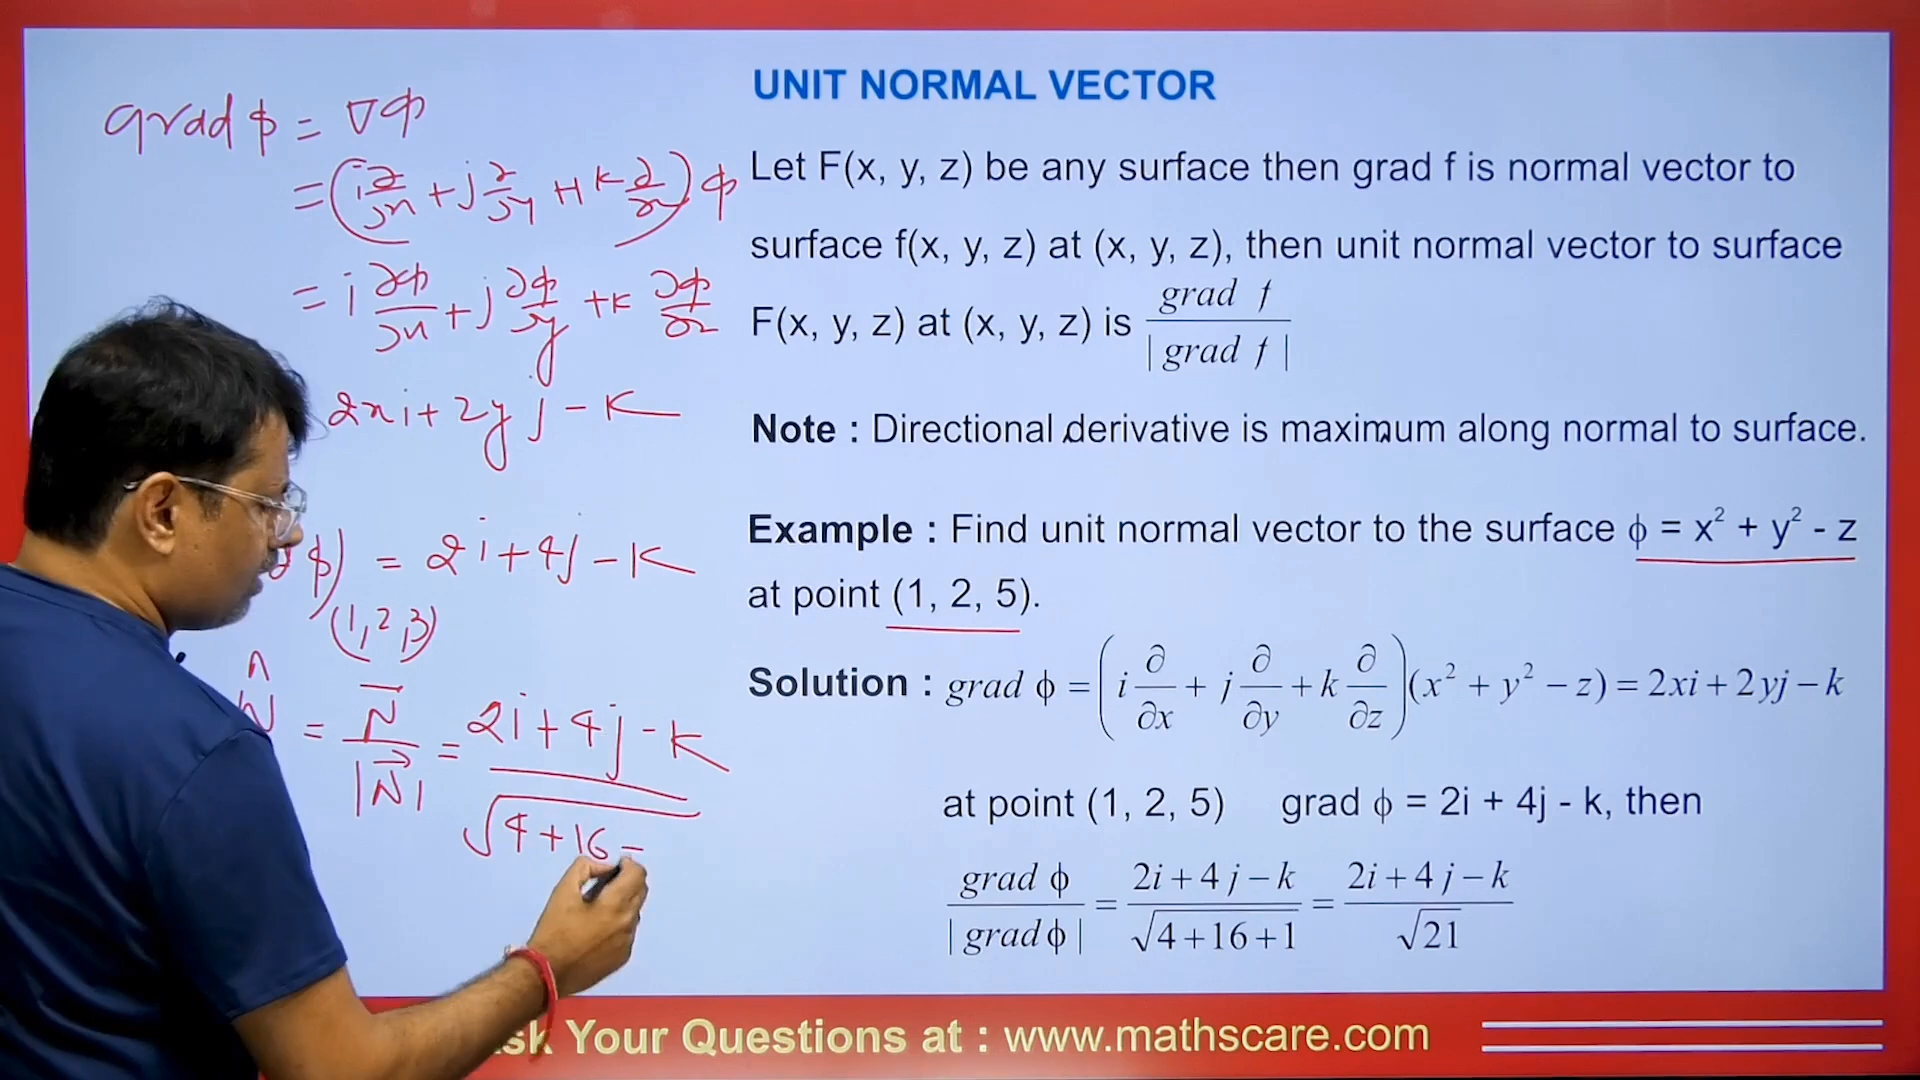 grad ϕ = ∇ϕ
= (i ∂/∂x + j ∂/∂y + k ∂/∂z) ϕ
= i ∂ϕ/∂x + j ∂ϕ/∂y + k ∂ϕ/∂z
2xi + 2yj - k
ϕ) = 2i + 4j - k
(1, 2, 3)
N̂ = N⃗/|N⃗| = 2i + 4j - k / √4 + 16 -
UNIT NORMAL VECTOR
Let F(x, y, z) be any surface then grad f is normal vector to
surface f(x, y, z) at (x, y, z), then unit normal vector to surface
F(x, y, z) at (x, y, z) is grad f / | grad f |
Note : Directional derivative is maximum along normal to surface.
Example : Find unit normal vector to the surface ϕ = x² + y² - z
at point (1, 2, 5).
Solution : grad ϕ = (i ∂/∂x + j ∂/∂y + k ∂/∂z)(x² + y² − z) = 2xi + 2yj − k
at point (1, 2, 5) grad ϕ = 2i + 4j - k, then
grad ϕ / | grad ϕ | = 2i + 4j − k / √4+16+1 = 2i + 4j − k / √21
sk Your Questions at : www.mathscare.com